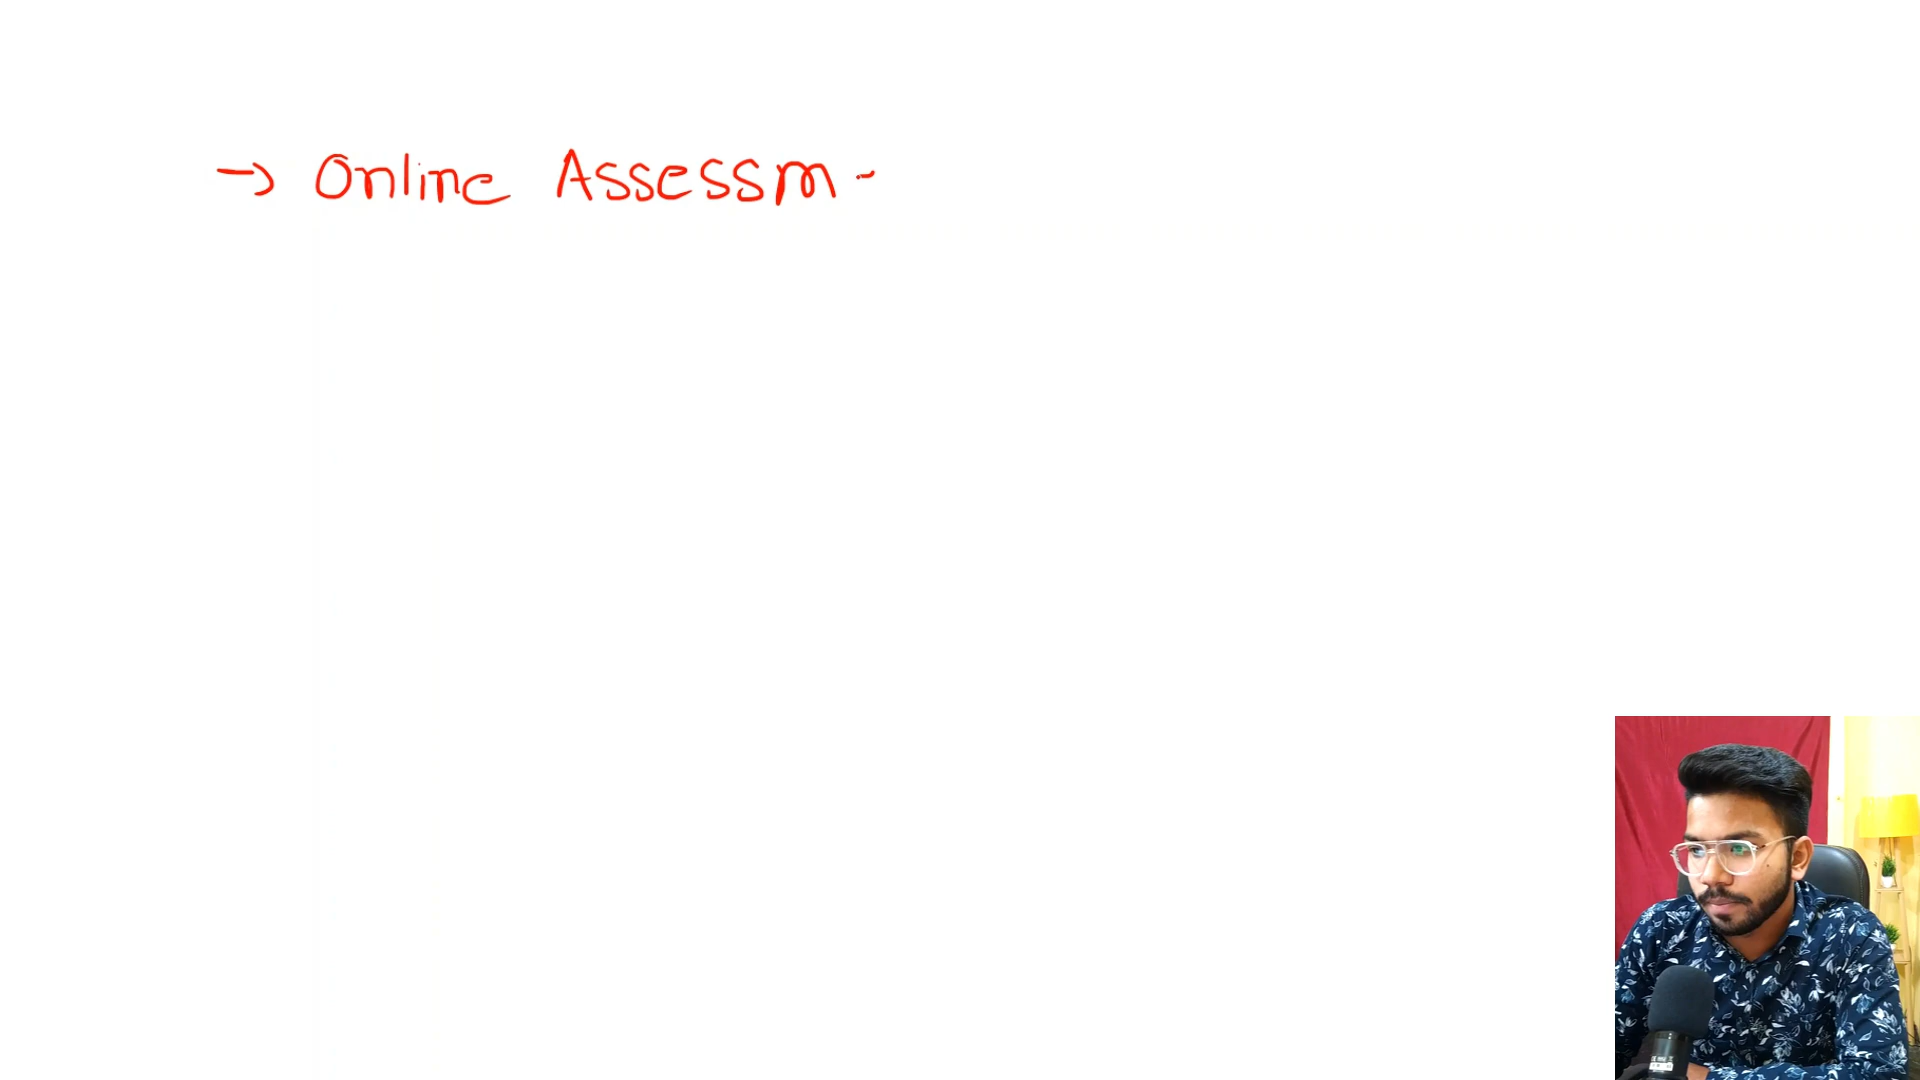 → Online Assessm-